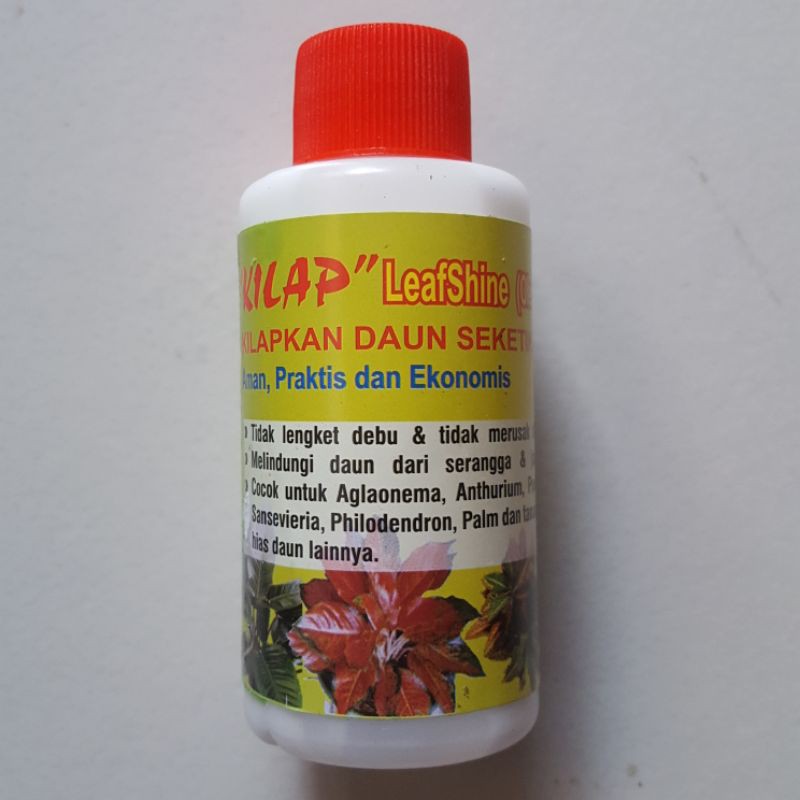 "KILAP" LeafShine
KILAPKAN DAUN
Aman, Praktis dan Ekonomis
Tidak lengket debu & tidak merusak
Melindungi daun dari serangga &
Cocok untuk Aglaonema, Anthurium,
Sansevieria, Philodendron, Palm dan
hias daun lainnya.